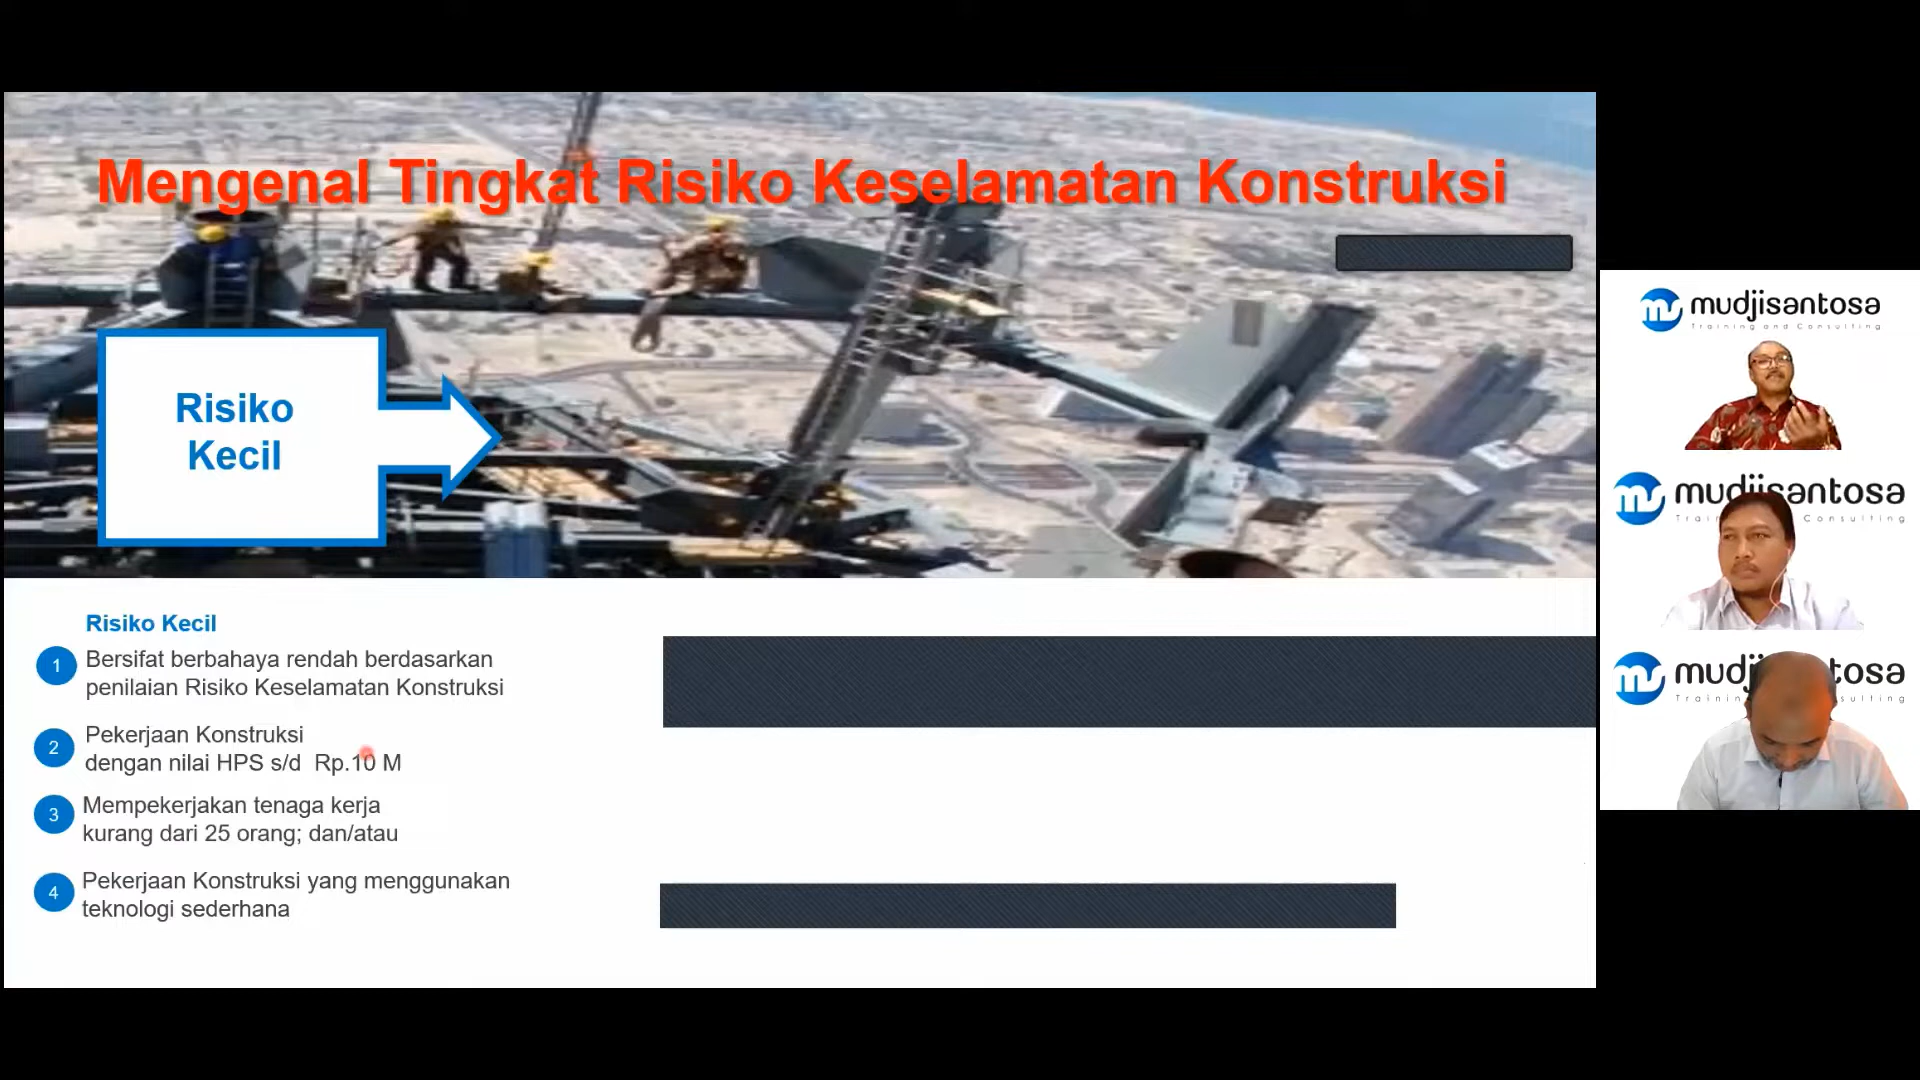 Mengenal Tingkat Risiko Keselamatan Konstruksi
Risiko
Kecil
Risiko Kecil
1 Bersifat berbahaya rendah berdasarkan
penilaian Risiko Keselamatan Konstruksi
2 Pekerjaan Konstruksi
dengan nilai HPS s/d Rp.10 M
3 Mempekerjakan tenaga kerja
kurang dari 25 orang; dan/atau
4 Pekerjaan Konstruksi yang menggunakan
teknologi sederhana
mudjisantosa
Training and Consulting
mudjisantosa
Consulting